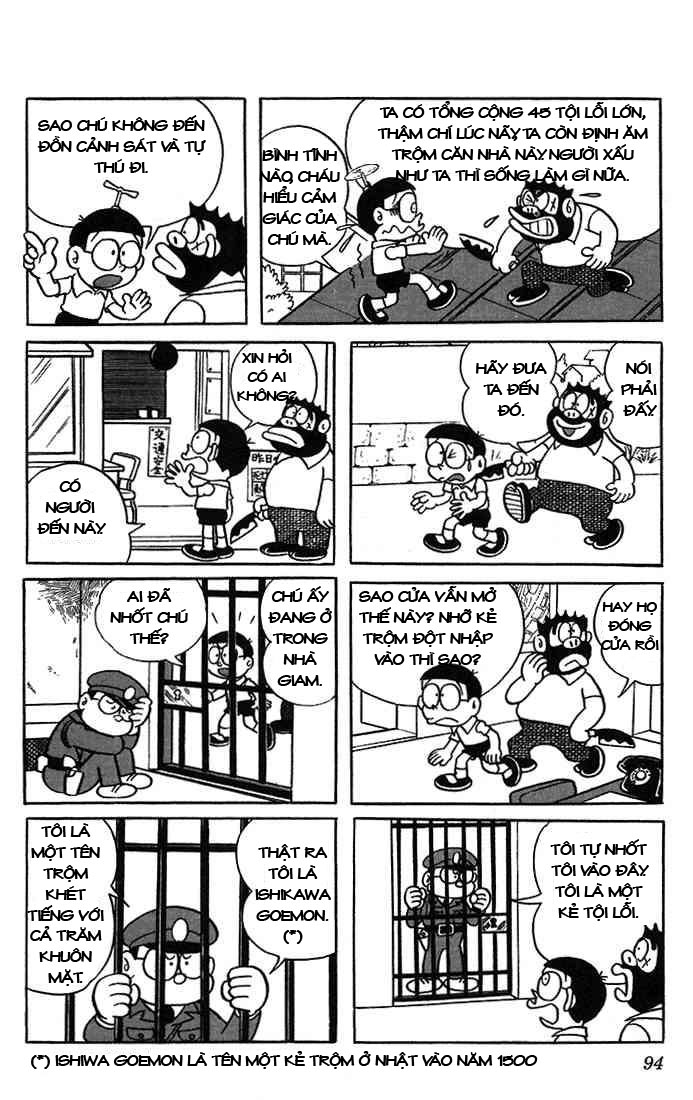 TA CÓ TỔNG CỘNG 45 TỘI LỖI LỚN,
THẬM CHÍ LÚC NÃY, TA CÒN ĐỊNH ĂM
TRỘM CĂN NHÀ NÀY. NGƯỜI XẤU
NHƯ TA THÌ SỐNG LÀM GÌ NỮA.
BÌNH TĨNH
NÀO, CHÁU
HIỂU CẢM
GIÁC CỦA
CHÚ MÀ.
SAO CHÚ KHÔNG ĐẾN
ĐỒN CẢNH SÁT VÀ TỰ
THÚ ĐI.
NÓI
PHẢI
ĐẤY
HÃY ĐƯA
TA ĐẾN
ĐÓ.
XIN HỎI
CÓ AI
KHÔNG?
交通安全
昨日
CÓ
NGƯỜI
ĐẾN NÀY
HAY HỌ
ĐÓNG
CỬA RỒI
SAO CỬA VẪN MỞ
THẾ NÀY? NHỠ KẺ
TRỘM ĐỘT NHẬP
VÀO THÌ SAO?
CHÚ ẤY
ĐANG Ở
TRONG
NHÀ
GIAM.
AI ĐÃ
NHỐT CHÚ
THẾ?
TÔI TỰ NHỐT
TÔI VÀO ĐÂY.
TÔI LÀ MỘT
KẺ TỘI LỖI.
THẬT RA
TÔI LÀ
ISHIKAWA
GOEMON.
(*)
TÔI LÀ
MỘT TÊN
TRỘM
KHÉT
TIẾNG VỚI
CẢ TRĂM
KHUÔN
MẶT.
(*) ISHIWA GOEMON LÀ TÊN MỘT KẺ TRỘM Ở NHẬT VÀO NĂM 1500
94